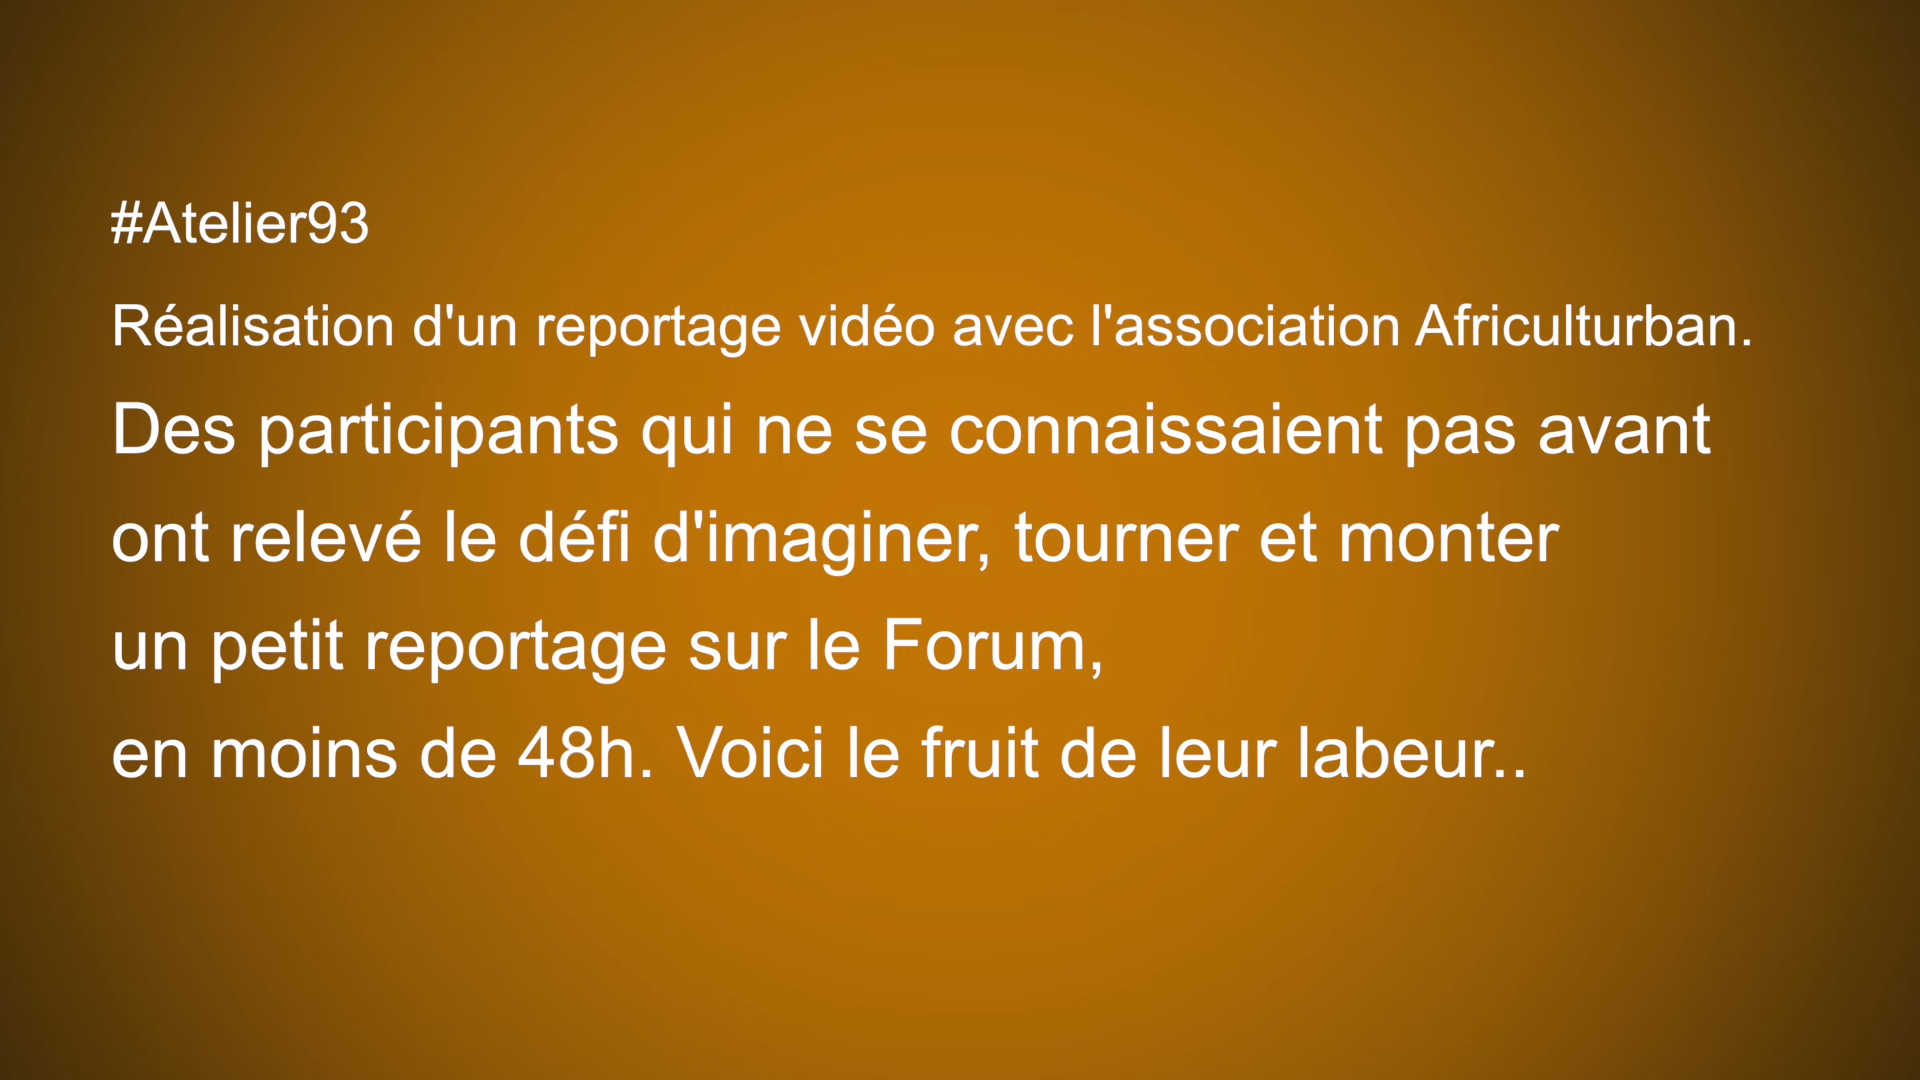 #Atelier93
Réalisation d'un reportage vidéo avec l'association Africulturban.
Des participants qui ne se connaissaient pas avant
ont relevé le défi d'imaginer, tourner et monter
un petit reportage sur le Forum,
en moins de 48h. Voici le fruit de leur labeur..